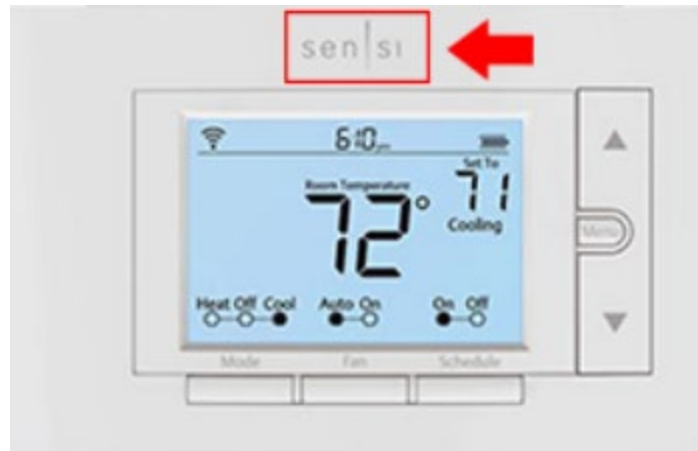 sen|si
6:10 pm
Set To
Room Temperature 71
72°
Cooling
Heat Off Cool Auto On On Off
Menu
Mode Fan Schedule